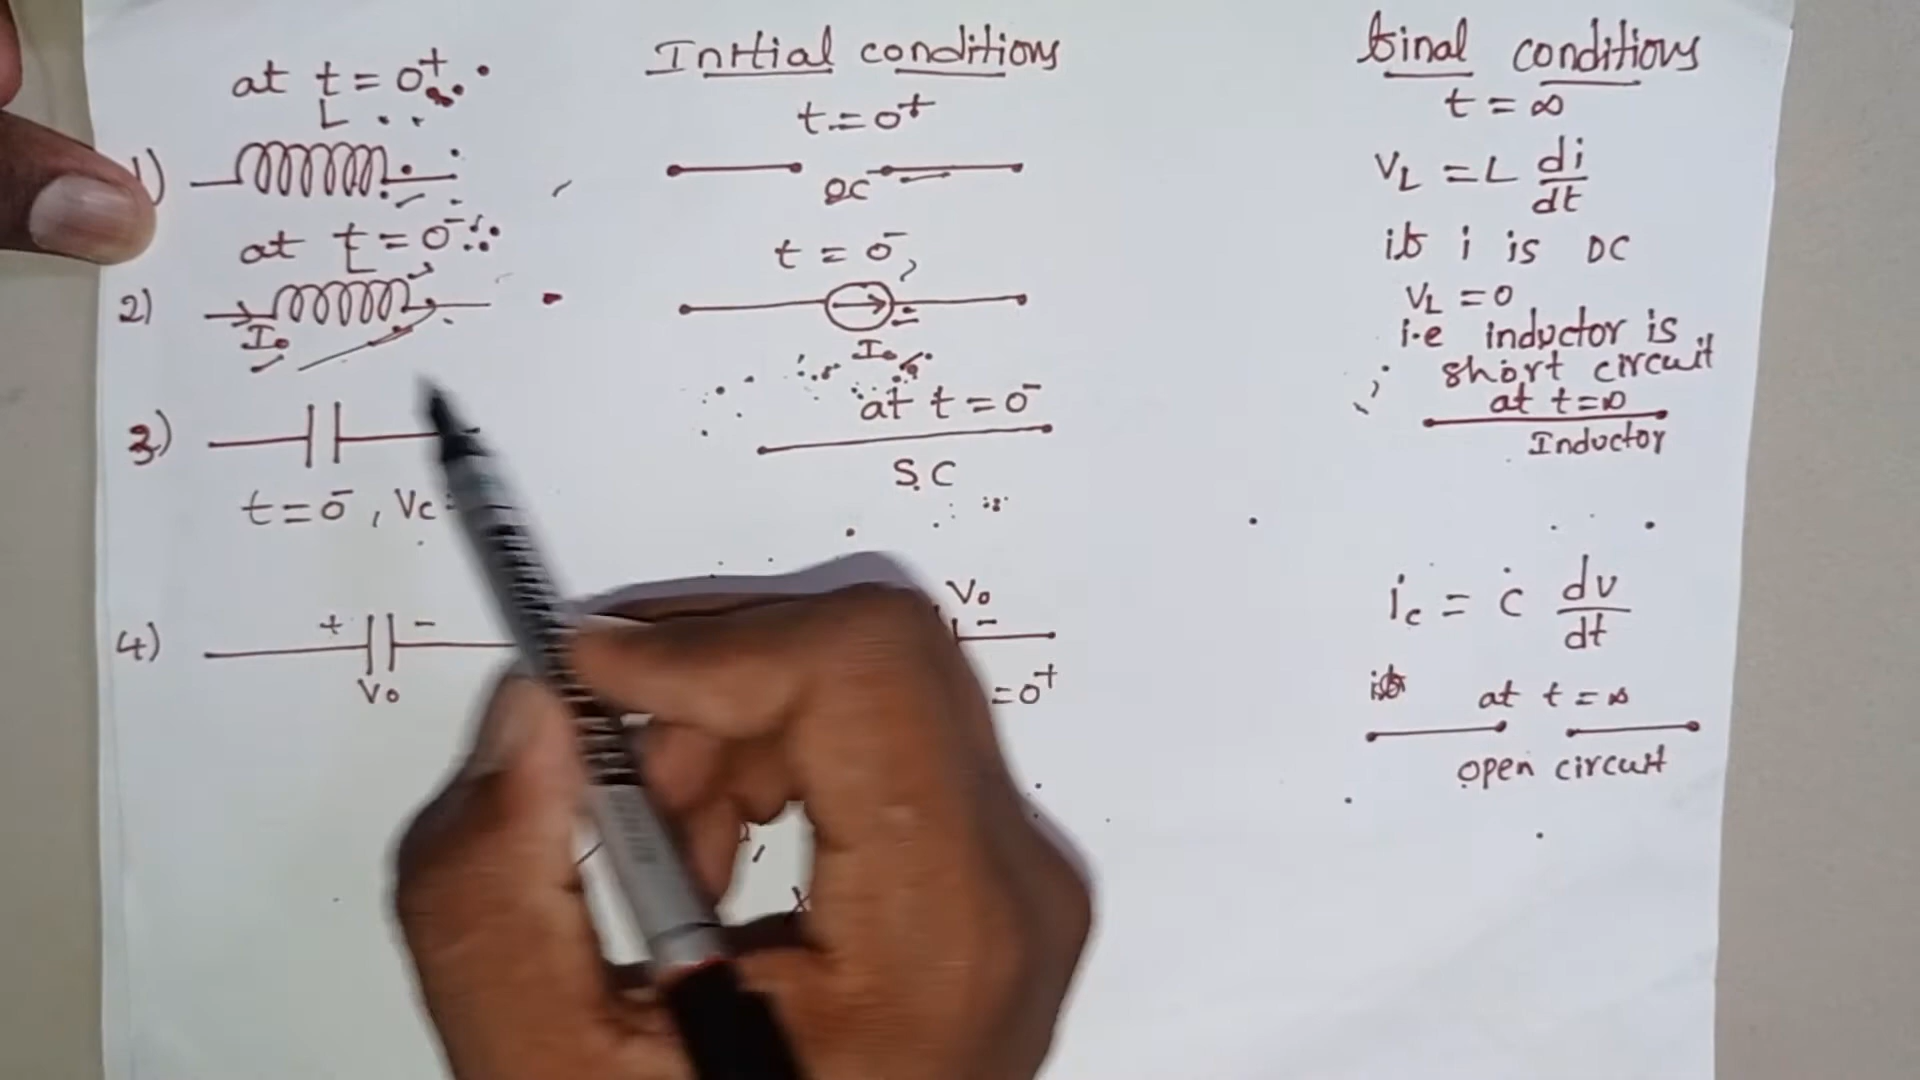 at t = 0+
L
1)
at t = 0-
L
2)
I0
3)
t = 0-, Vc
4) + -
V0
Initial conditions
t = 0+
OC
t = 0-,
I0
at t = 0-
S.C
V0
-
= 0+
final conditions
t = ∞
VL = L di/dt
if i is DC
VL = 0
i.e inductor is
short circuit
at t = ∞
Inductor
ic = C dv/dt
at t = ∞
open circuit